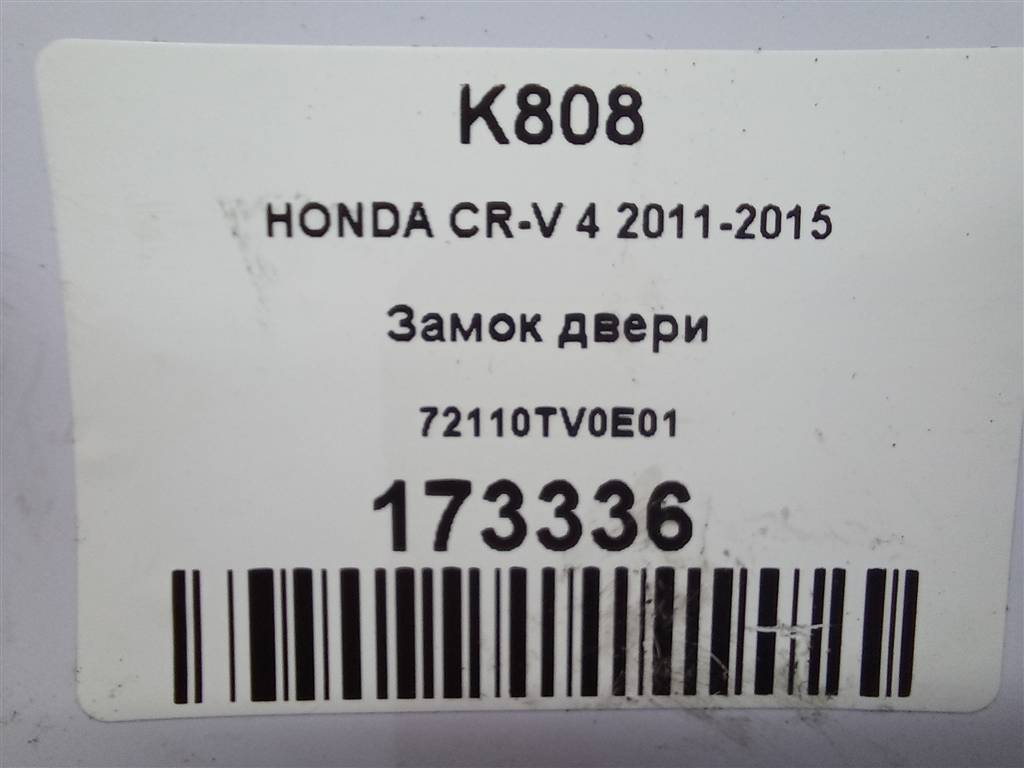 K808
HONDA CR-V 4 2011-2015
Замок двери
72110TV0E01
173336